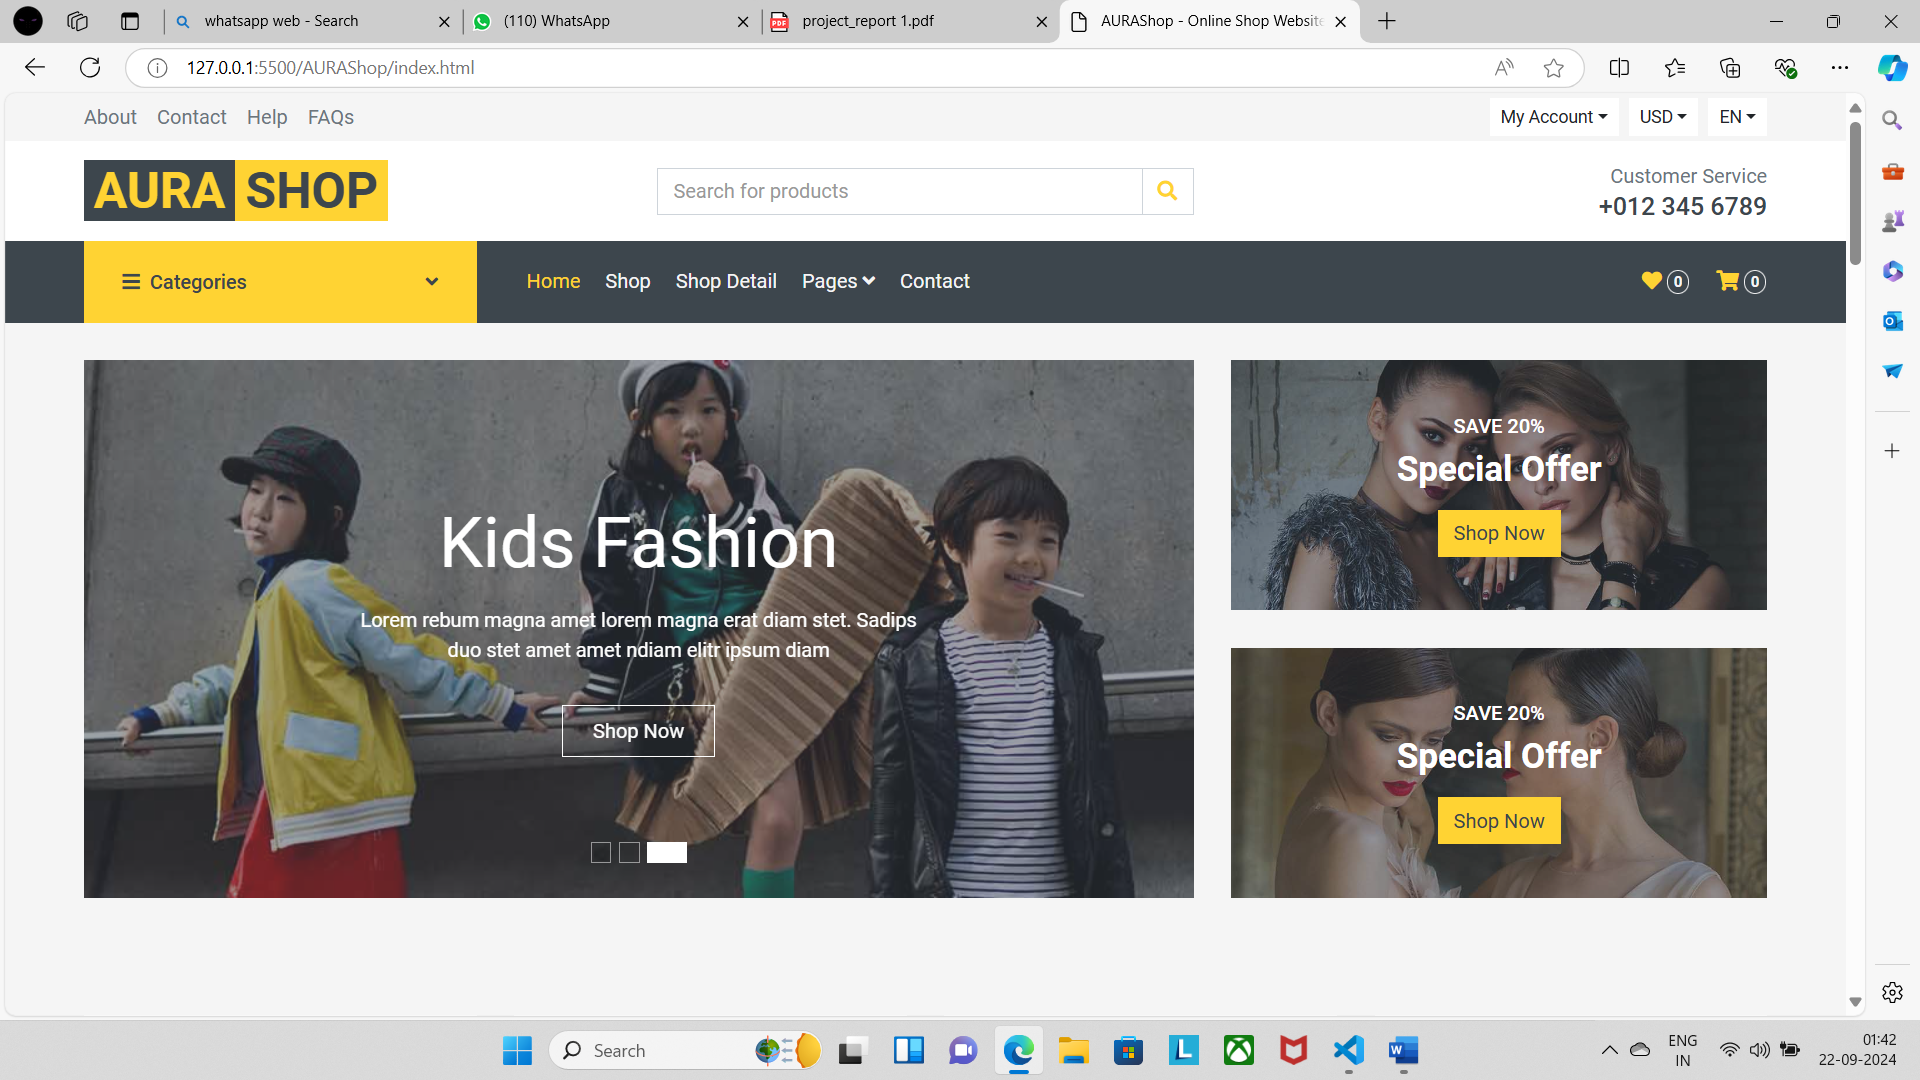 whatsapp web - Search
(110) WhatsApp
PDF
project_report 1.pdf
AURAShop - Online Shop Website
127.0.0.1:5500/AURAShop/index.html
About Contact Help FAQs
My Account USD EN
AURA SHOP
Search for products
Customer Service
+012 345 6789
Categories
Home Shop Shop Detail Pages Contact
0 0
Kids Fashion
Lorem rebum magna amet lorem magna erat diam stet. Sadips
duo stet amet amet ndiam elitr ipsum diam
Shop Now
SAVE 20%
Special Offer
Shop Now
SAVE 20%
Special Offer
Shop Now
Search
ENG
IN
01:42
22-09-2024